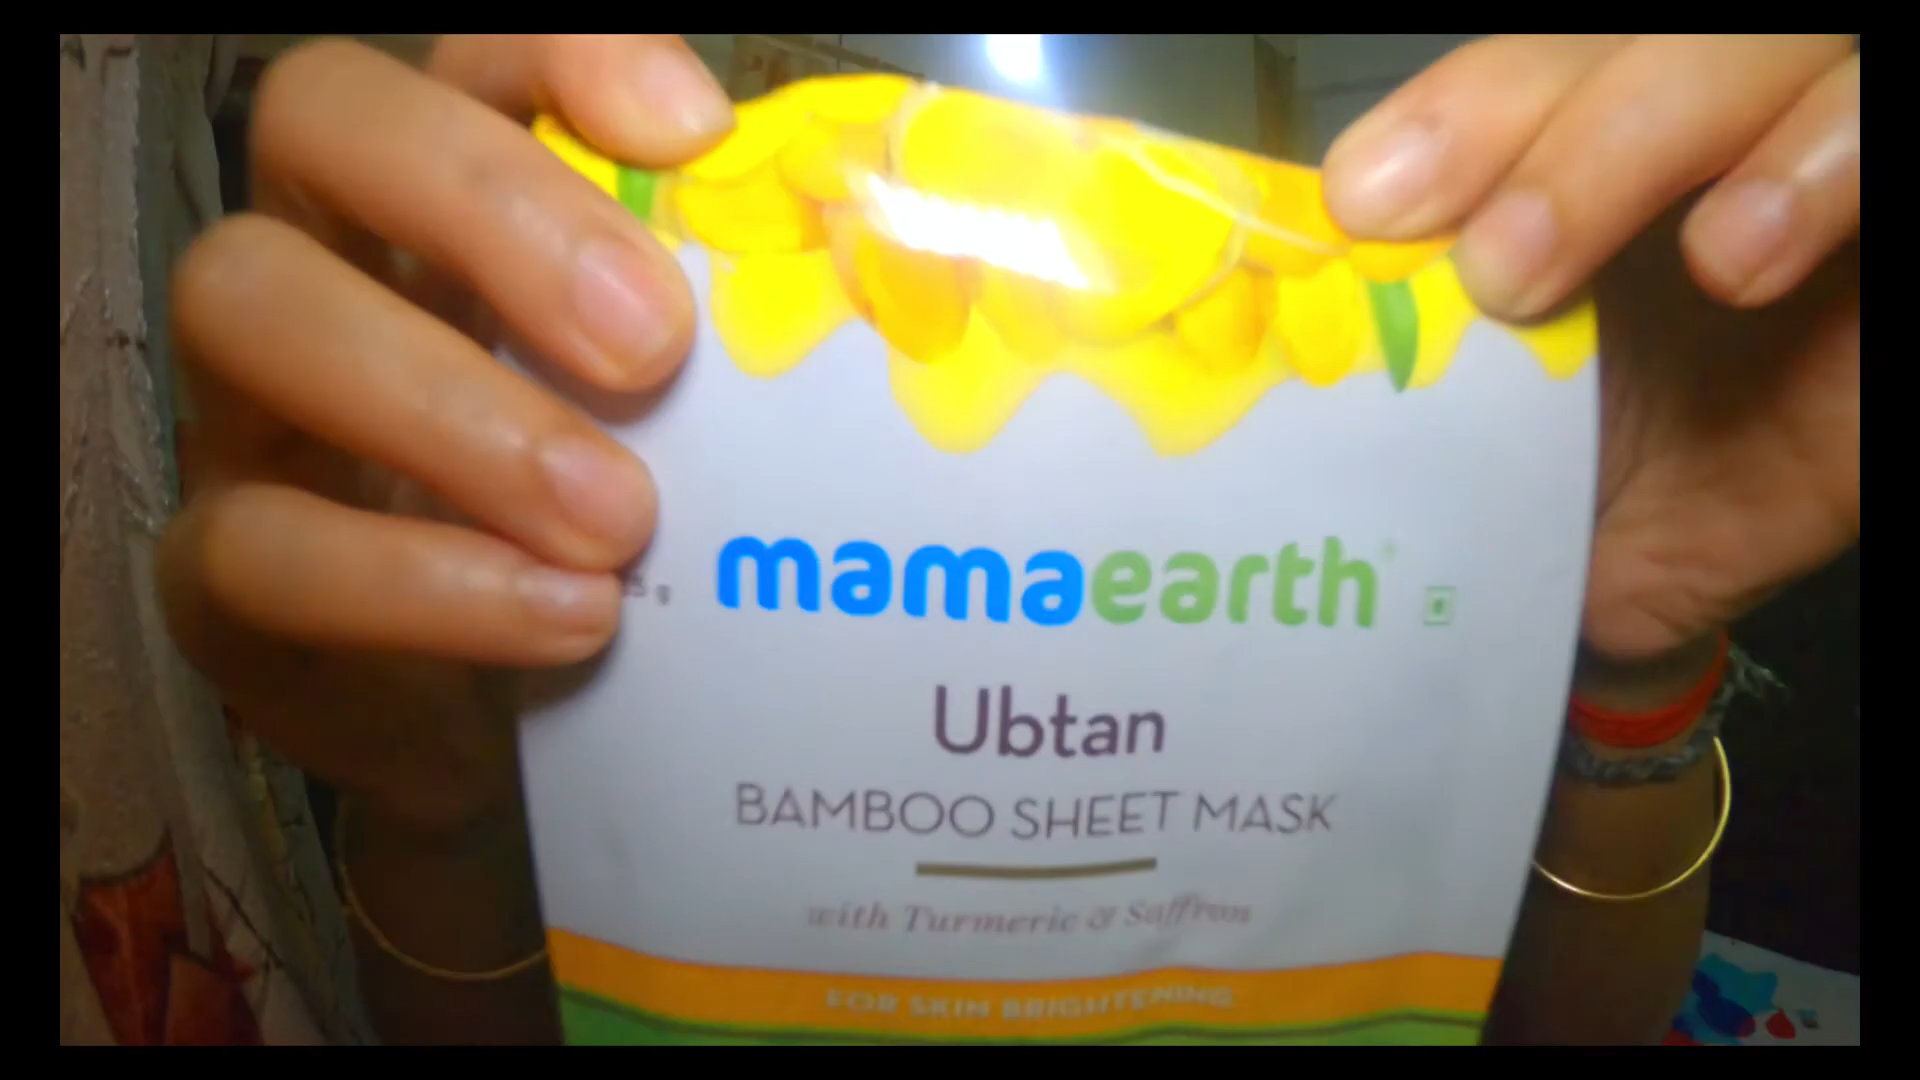 mamaearth
Ubtan
BAMBOO SHEET MASK
with Turmeric & Saffron
FOR SKIN BRIGHTENING